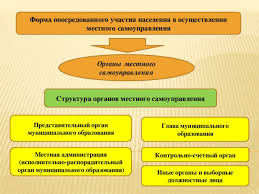 Форма опосредованного участия населения в осуществлении
местного самоуправления
Органы местного
самоуправления
Структура органов местного самоуправления
Представительный орган
муниципального образования
Глава муниципального
образования
Местная администрация
(исполнительно-распорядительный
орган муниципального образования)
Контрольно-счетный орган
Иные органы и выборные
должностные лица